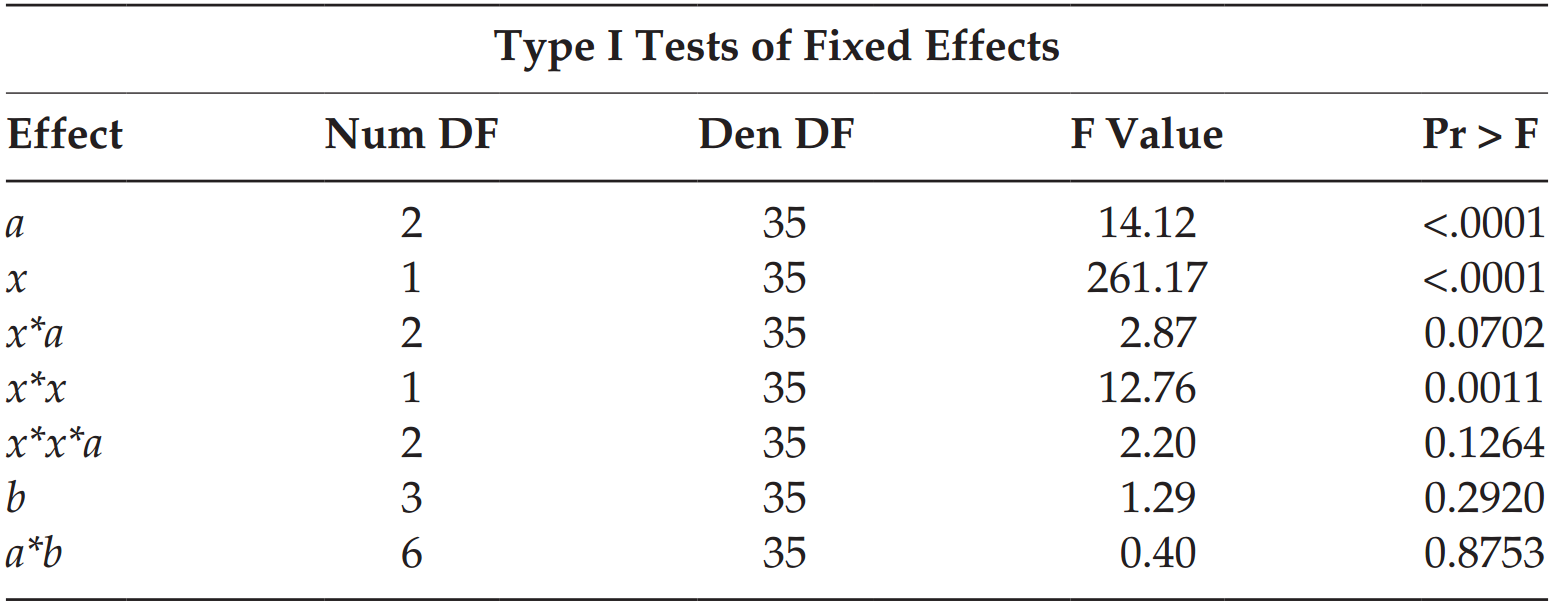 Type I Tests of Fixed Effects
Effect Num DF Den DF F Value Pr > F
a 2 35 14.12 <.0001
x 1 35 261.17 <.0001
x*a 2 35 2.87 0.0702
x*x 1 35 12.76 0.0011
x*x*a 2 35 2.20 0.1264
b 3 35 1.29 0.2920
a*b 6 35 0.40 0.8753